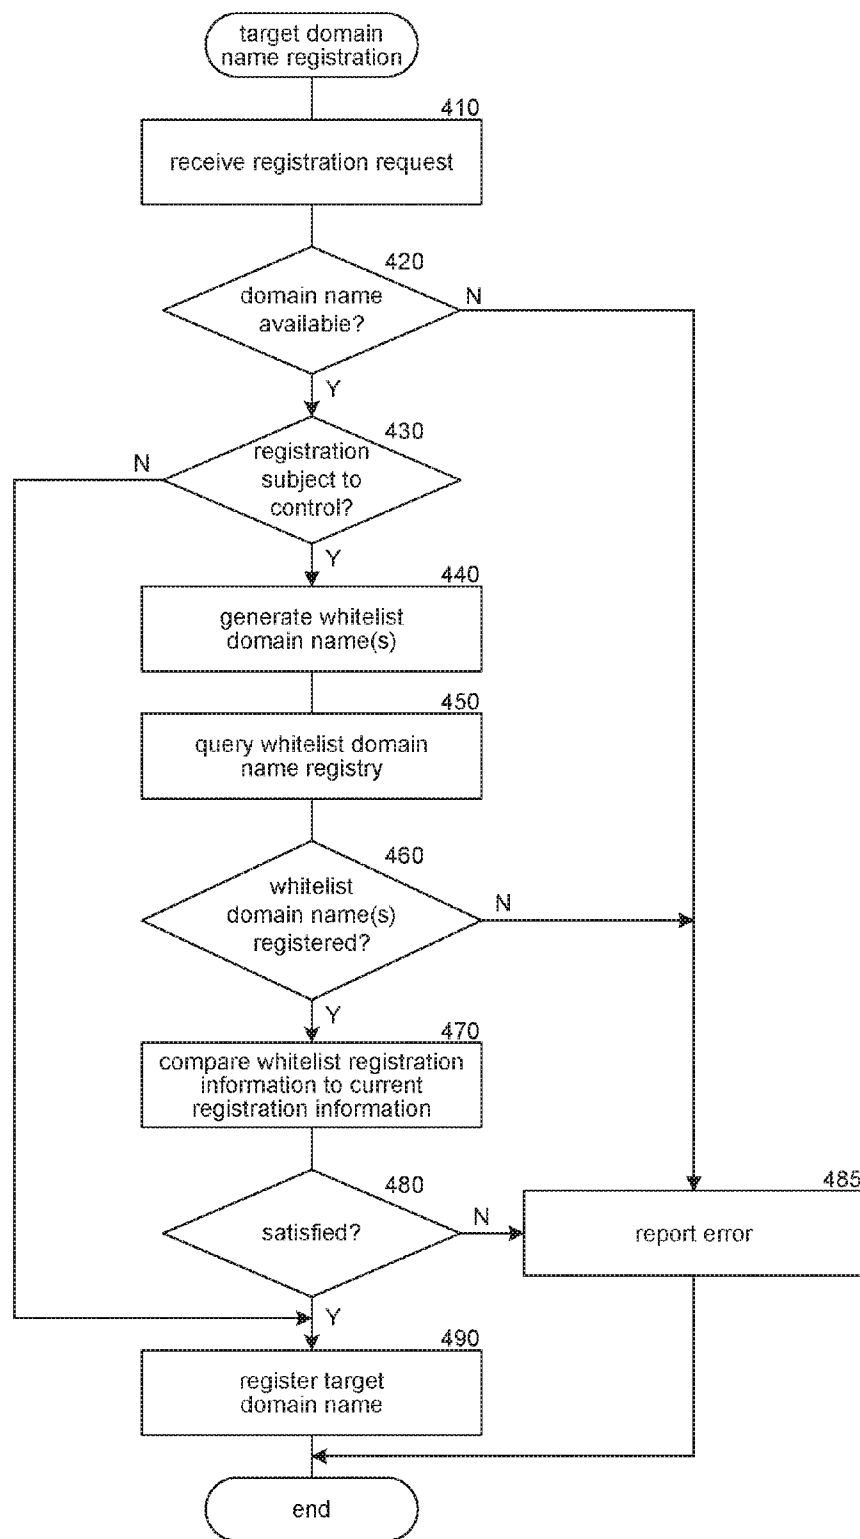 target domain
name registration
410
receive registration request
420
domain name
available?
N
Y
430
registration
subject to
control?
N
Y
440
generate whitelist
domain name(s)
450
query whitelist domain
name registry
460
whitelist
domain name(s)
registered?
N
Y
470
compare whitelist registration
information to current
registration information
480
satisfied?
N
485
report error
Y
490
register target
domain name
end